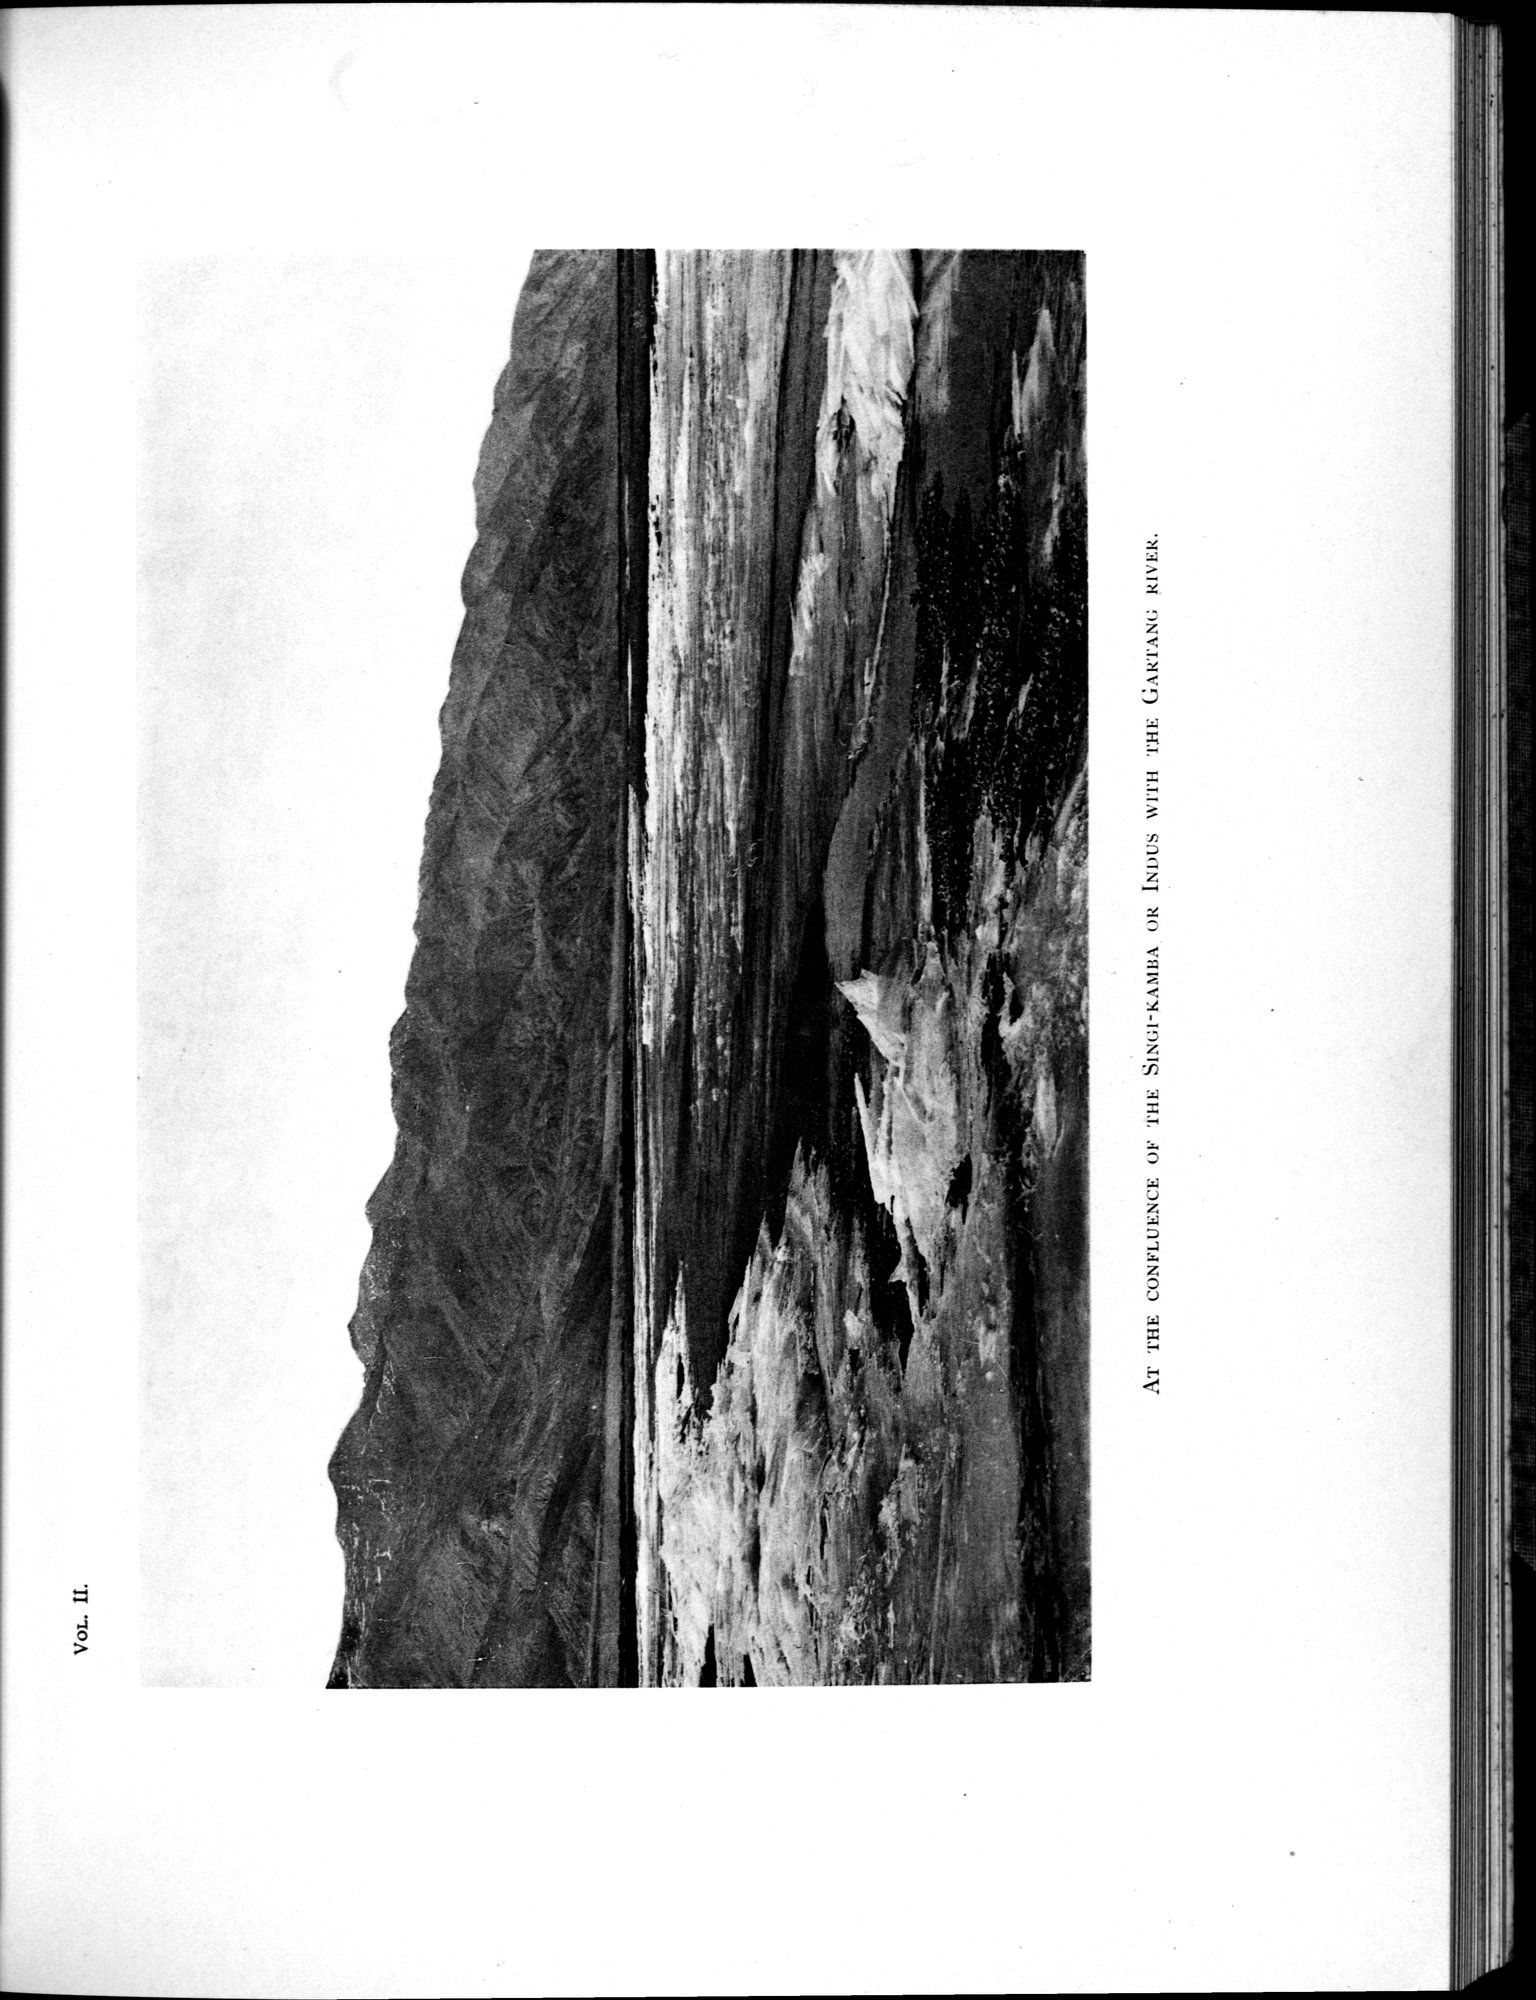 Vol. II.
At the confluence of the Singi-kamba or Indus with the Gartang river.